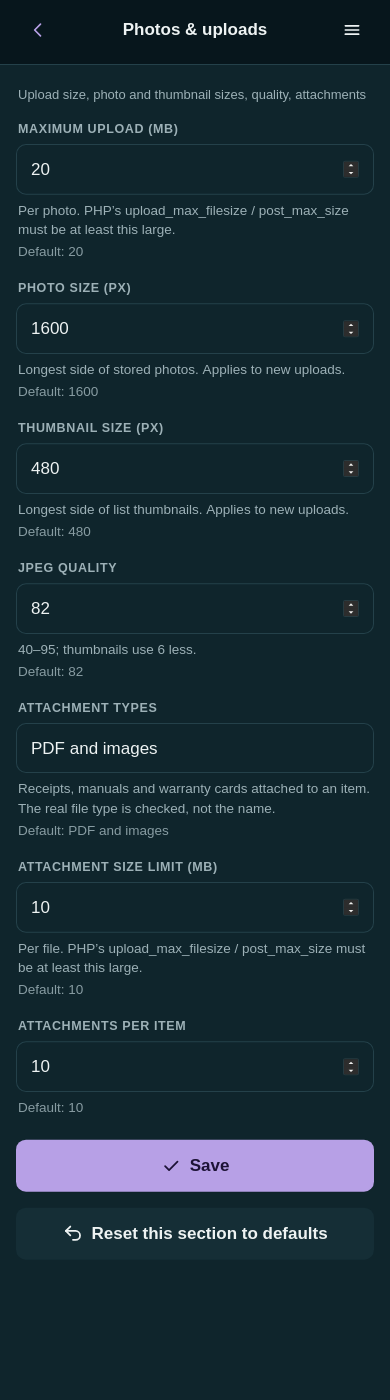 Photos & uploads
Upload size, photo and thumbnail sizes, quality, attachments
MAXIMUM UPLOAD (MB)
20
Per photo. PHP's upload_max_filesize / post_max_size
must be at least this large.
Default: 20
PHOTO SIZE (PX)
1600
Longest side of stored photos. Applies to new uploads.
Default: 1600
THUMBNAIL SIZE (PX)
480
Longest side of list thumbnails. Applies to new uploads.
Default: 480
JPEG QUALITY
82
40–95; thumbnails use 6 less.
Default: 82
ATTACHMENT TYPES
PDF and images
Receipts, manuals and warranty cards attached to an item.
The real file type is checked, not the name.
Default: PDF and images
ATTACHMENT SIZE LIMIT (MB)
10
Per file. PHP's upload_max_filesize / post_max_size must
be at least this large.
Default: 10
ATTACHMENTS PER ITEM
10
Default: 10
Save
Reset this section to defaults